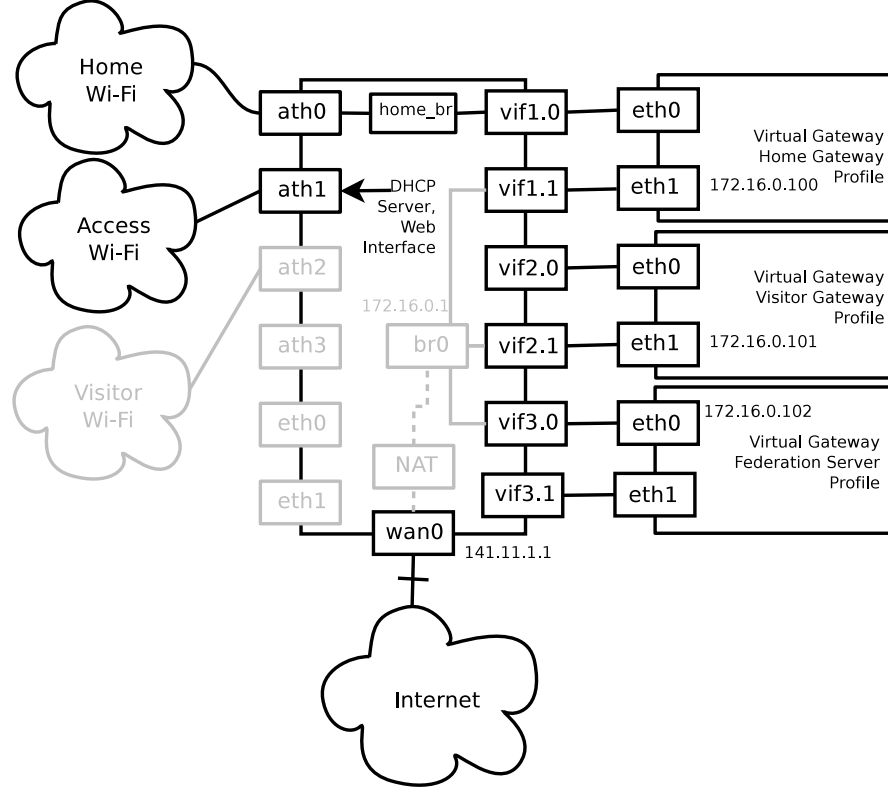 Home
Wi-Fi
ath0
home_br
vif1.0
eth0
Virtual Gateway
Home Gateway
Profile
Access
Wi-Fi
ath1
DHCP
Server,
Web
Interface
vif1.1
eth1
172.16.0.100
ath2
172.16.0.1
vif2.0
eth0
Virtual Gateway
Visitor Gateway
Profile
Visitor
Wi-Fi
ath3
br0
vif2.1
eth1
172.16.0.101
eth0
NAT
vif3.0
eth0
172.16.0.102
Virtual Gateway
Federation Server
Profile
eth1
vif3.1
eth1
wan0
141.11.1.1
Internet